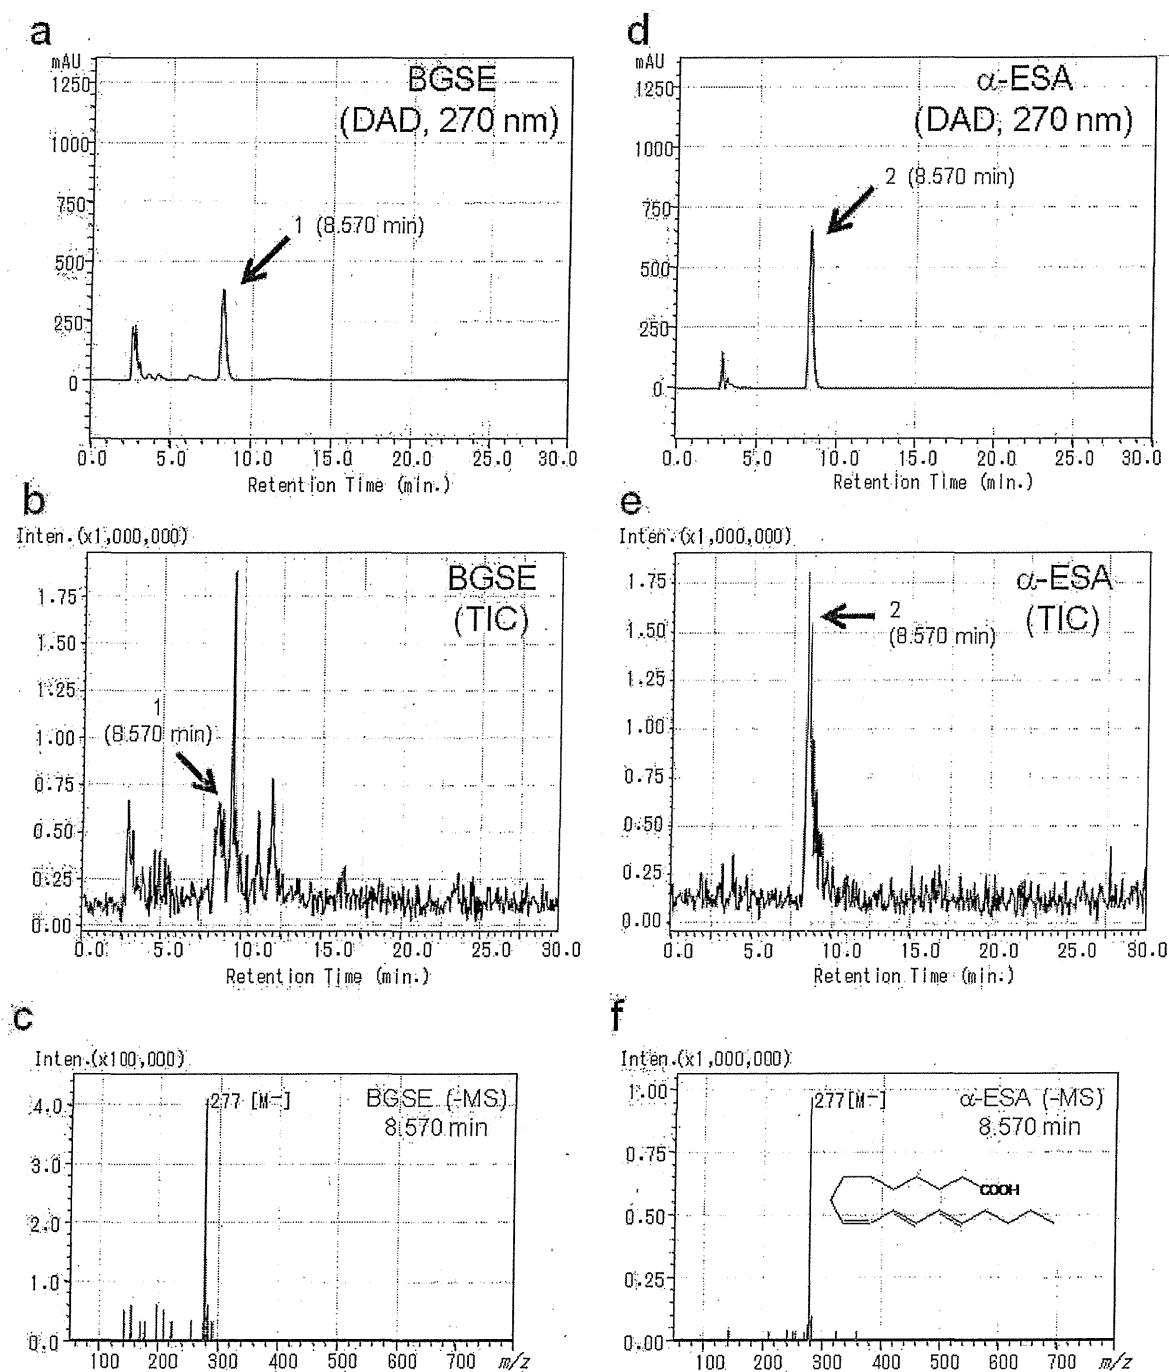 a
mAU
BGSE
(DAD, 270 nm)
1250
1000
750
500
250
0
1 (8.570 min)
0.0 5.0 10.0 15.0 20.0 25.0 30.0
Retention Time (min.)
d
mAU
α-ESA
(DAD, 270 nm)
1250
1000
750
500
250
0
2 (8.570 min)
0.0 5.0 10.0 15.0 20.0 25.0 30.0
Retention Time (min.)
b
Inten.(x1,000,000)
BGSE
(TIC)
1.75
1.50
1.25
1.00
0.75
0.50
0.25
0.00
1
(8.570 min)
0.0 5.0 10.0 15.0 20.0 25.0 30.0
Retention Time (min.)
e
Inten.(x1,000,000)
α-ESA
(TIC)
1.75
1.50
1.25
1.00
0.75
0.50
0.25
0.00
2
(8.570 min)
0.0 5.0 10.0 15.0 20.0 25.0 30.0
Retention Time (min.)
c
Inten.(x100,000)
277 [M-]
BGSE (-MS)
8.570 min
4.0
3.0
2.0
1.0
0.0
100 200 300 400 500 600 700 m/z
f
Inten.(x1,000,000)
277[M-]
α-ESA (-MS)
8.570 min
1.00
0.75
0.50
0.25
0.00
COOH
100 200 300 400 500 600 700 m/z